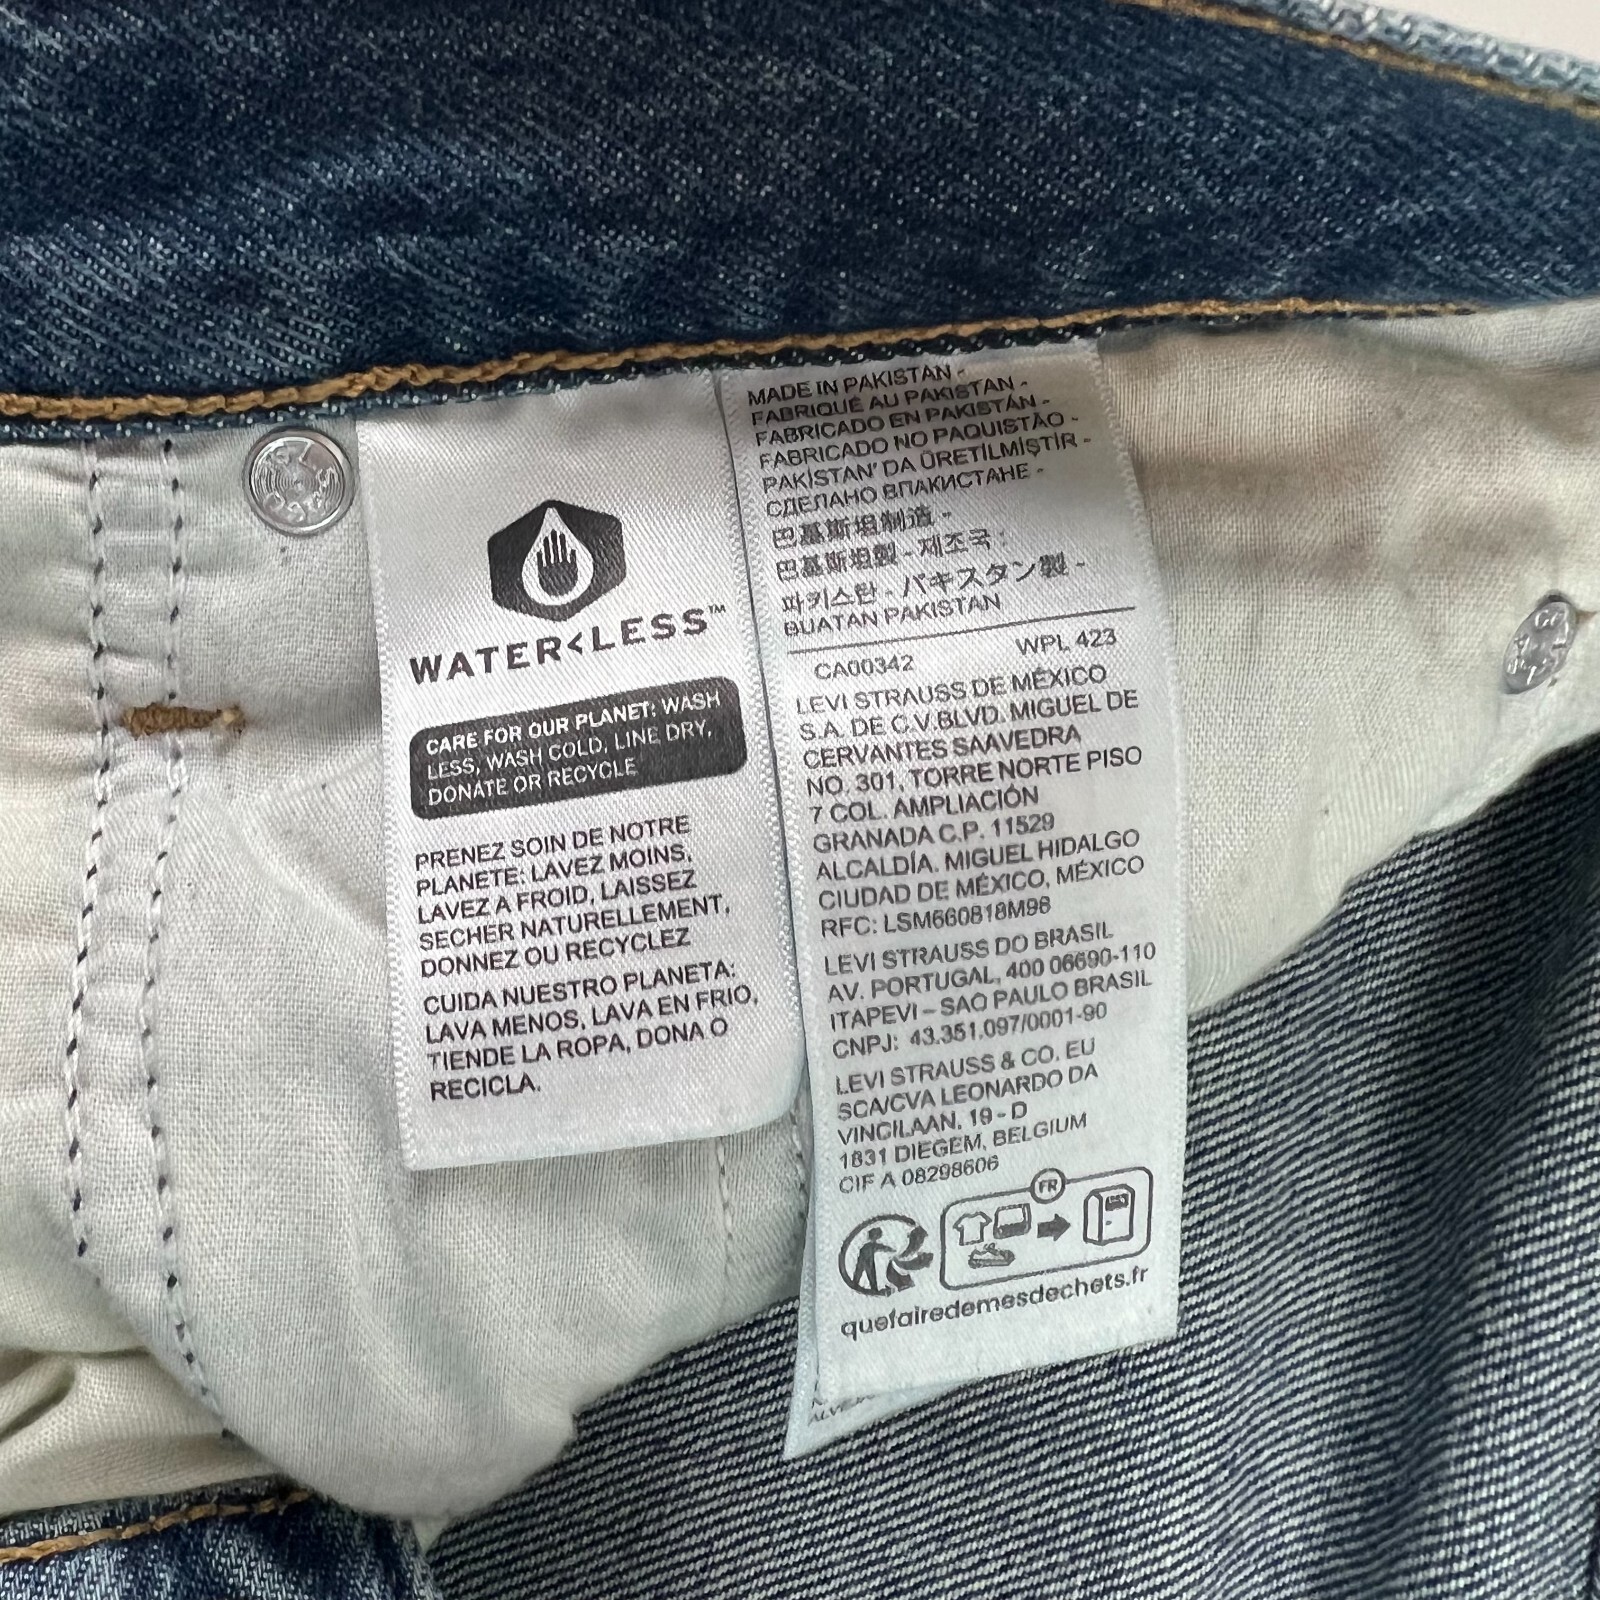 WATER<LESS™
CARE FOR OUR PLANET: WASH
LESS, WASH COLD, LINE DRY,
DONATE OR RECYCLE
PRENEZ SOIN DE NOTRE
PLANETE: LAVEZ MOINS,
LAVEZ A FROID, LAISSEZ
SECHER NATURELLEMENT,
DONNEZ OU RECYCLEZ
CUIDA NUESTRO PLANETA:
LAVA MENOS, LAVA EN FRIO,
TIENDE LA ROPA, DONA O
RECICLA.
MADE IN PAKISTAN -
FABRIQUÉ AU PAKISTAN -
FABRICADO EN PAKISTÁN -
FABRICADO NO PAQUISTÃO -
PAKİSTAN' DA ÜRETİLMİŞTİR -
СДЕЛАНО ВПАКИСТАНЕ -
巴基斯坦制造 -
巴基斯坦製 - 제조국 :
파키스탄 - パキスタン製 -
BUATAN PAKISTAN
CA00342 WPL 423
LEVI STRAUSS DE MÉXICO
S.A. DE C.V.BLVD. MIGUEL DE
CERVANTES SAAVEDRA
NO. 301, TORRE NORTE PISO
7 COL. AMPLIACIÓN
GRANADA C.P. 11529
ALCALDÍA. MIGUEL HIDALGO
CIUDAD DE MÉXICO, MÉXICO
RFC: LSM660818M98
LEVI STRAUSS DO BRASIL
AV. PORTUGAL, 400 06690-110
ITAPEVI – SAO PAULO BRASIL
CNPJ: 43.351.097/0001-90
LEVI STRAUSS & CO. EU
SCA/CVA LEONARDO DA
VINCILAAN, 19 - D
1831 DIEGEM, BELGIUM
CIF A 08298606
FR
quefairedemesdechets.fr